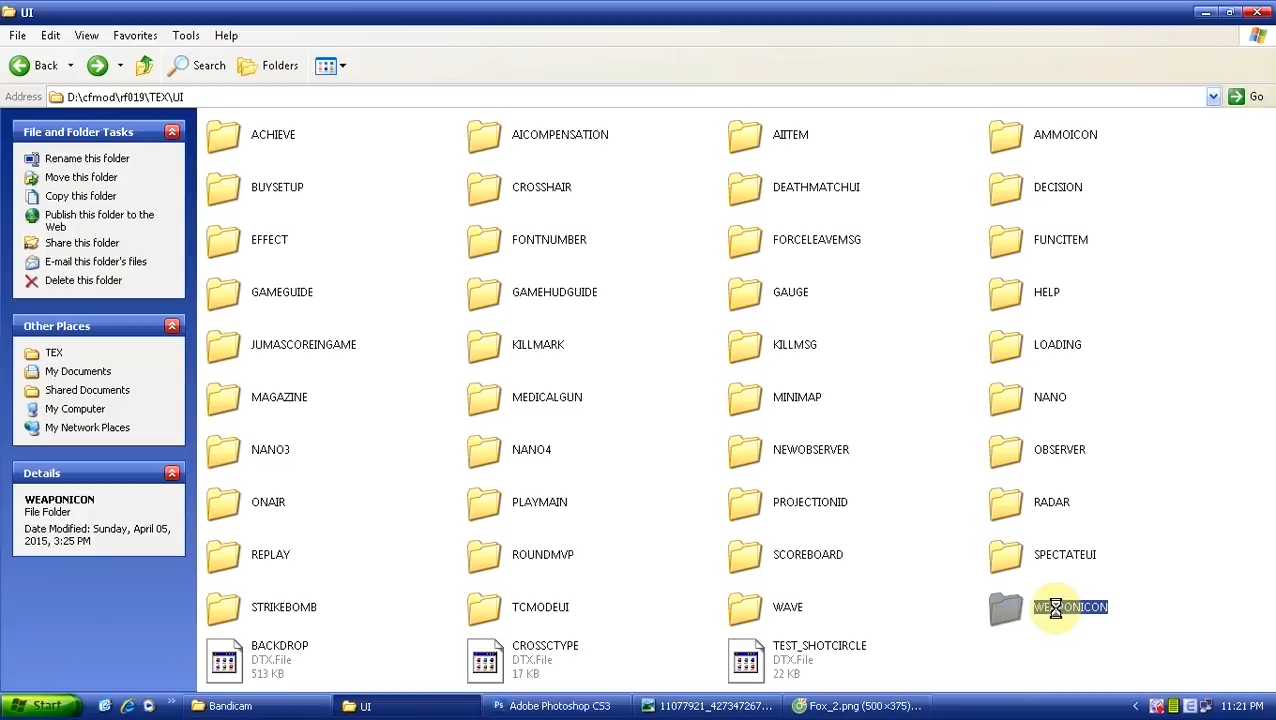 UI
File Edit View Favorites Tools Help
Back Search Folders
Address D:\cfmod\rf019\TEX\UI Go
File and Folder Tasks
Rename this folder
Move this folder
Copy this folder
Publish this folder to the
Web
Share this folder
E-mail this folder's files
Delete this folder
Other Places
TEX
My Documents
Shared Documents
My Computer
My Network Places
Details
WEAPONICON
File Folder
Date Modified: Sunday, April 05,
2015, 3:25 PM
ACHIEVE AICOMPENSATION AIITEM AMMOICON
BUYSETUP CROSSHAIR DEATHMATCHUI DECISION
EFFECT FONTNUMBER FORCELEAVEMSG FUNCITEM
GAMEGUIDE GAMEHUDGUIDE GAUGE HELP
JUMASCOREINGAME KILLMARK KILLMSG LOADING
MAGAZINE MEDICALGUN MINIMAP NANO
NANO3 NANO4 NEWOBSERVER OBSERVER
ONAIR PLAYMAIN PROJECTIONID RADAR
REPLAY ROUNDMVP SCOREBOARD SPECTATEUI
STRIKEBOMB TCMODEUI WAVE WEAPONICON
BACKDROP CROSSCTYPE TEST_SHOTCIRCLE
DTX.File DTX.File DTX.File
513 KB 17 KB 22 KB
Start Bandicam UI Adobe Photoshop CS3 11077921_427347267... Fox_2.png (500×375)... 11:21 PM